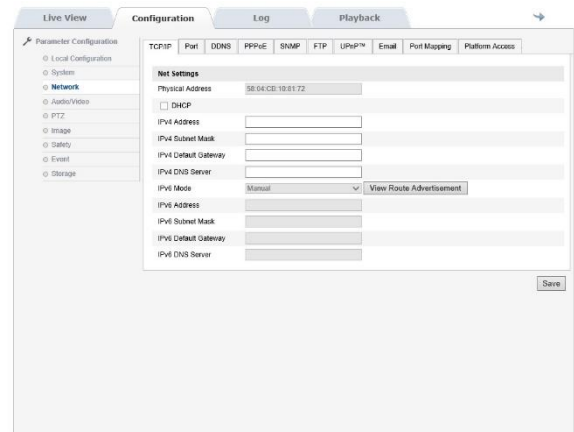 Live View Configuration Log Playback
Parameter Configuration
Local Configuration
System
Network
Audio/Video
PTZ
Image
Safety
Event
Storage
TCP/IP Port DDNS PPPoE SNMP FTP UPnP™ Email Port Mapping Platform Access
Net Settings
Physical Address 58:04:CB:10:81:72
DHCP
IPv4 Address
IPv4 Subnet Mask
IPv4 Default Gateway
IPv4 DNS Server
IPv6 Mode Manual View Route Advertisement
IPv6 Address
IPv6 Subnet Mask
IPv6 Default Gateway
IPv6 DNS Server
Save